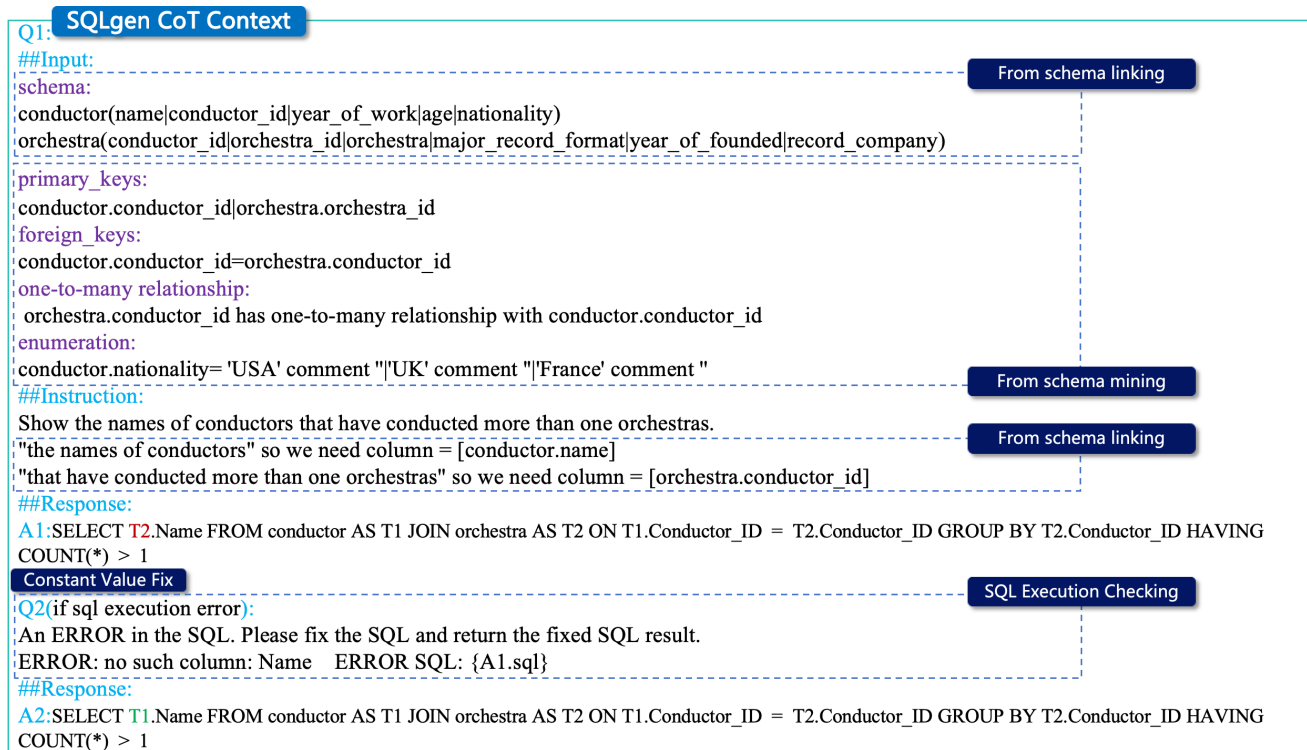 SQLgen CoT Context
Q1:
##Input:
From schema linking
schema:
conductor(name|conductor_id|year_of_work|age|nationality)
orchestra(conductor_id|orchestra_id|orchestra|major_record_format|year_of_founded|record_company)
primary_keys:
conductor.conductor_id|orchestra.orchestra_id
foreign_keys:
conductor.conductor_id=orchestra.conductor_id
one-to-many relationship:
orchestra.conductor_id has one-to-many relationship with conductor.conductor_id
enumeration:
conductor.nationality= 'USA' comment ''|'UK' comment ''|'France' comment ''
From schema mining
##Instruction:
Show the names of conductors that have conducted more than one orchestras.
From schema linking
"the names of conductors" so we need column = [conductor.name]
"that have conducted more than one orchestras" so we need column = [orchestra.conductor_id]
##Response:
A1:SELECT T2.Name FROM conductor AS T1 JOIN orchestra AS T2 ON T1.Conductor_ID = T2.Conductor_ID GROUP BY T2.Conductor_ID HAVING
COUNT(*) > 1
Constant Value Fix
SQL Execution Checking
Q2(if sql execution error):
An ERROR in the SQL. Please fix the SQL and return the fixed SQL result.
ERROR: no such column: Name ERROR SQL: {A1.sql}
##Response:
A2:SELECT T1.Name FROM conductor AS T1 JOIN orchestra AS T2 ON T1.Conductor_ID = T2.Conductor_ID GROUP BY T2.Conductor_ID HAVING
COUNT(*) > 1